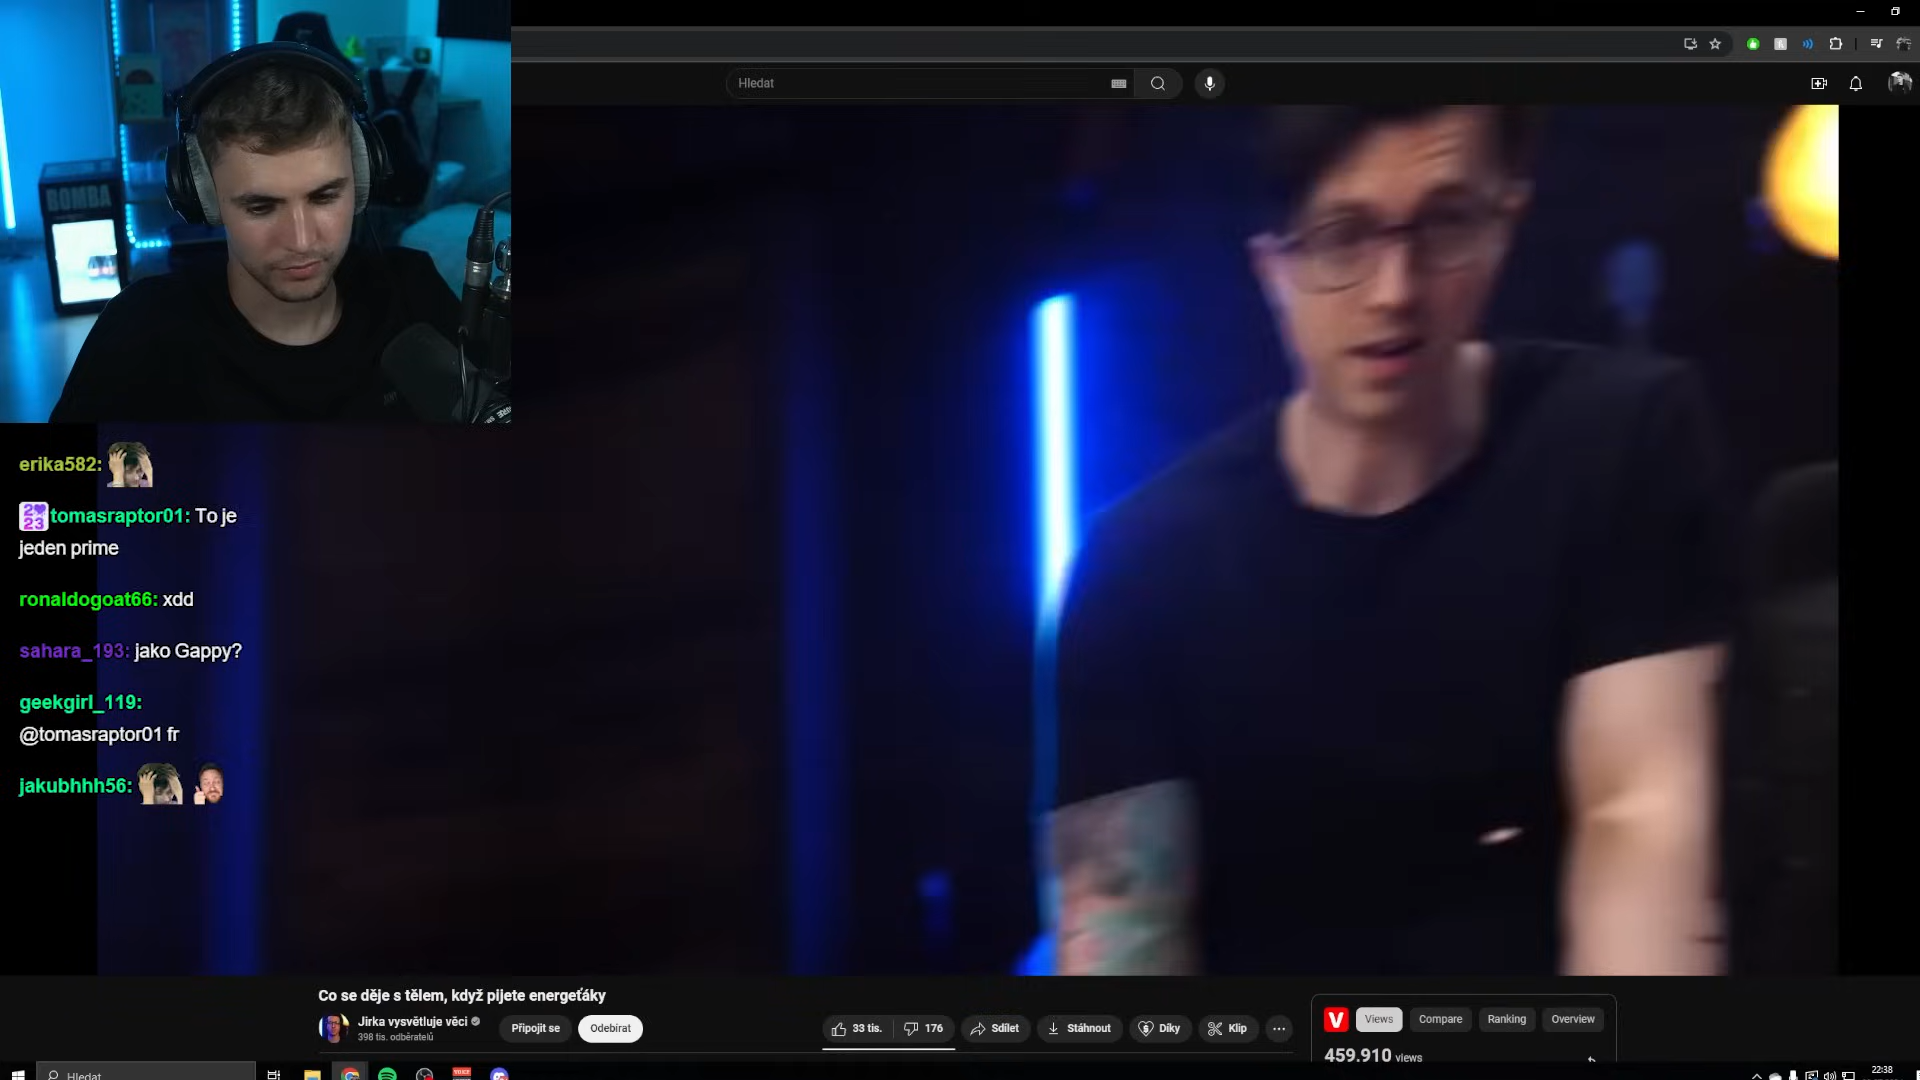 Hledat
BOMBA
erika582:
2023 tomasraptor01: To je
jeden prime
ronaldogoat66: xdd
sahara_193: jako Gappy?
geekgirl_119:
@tomasraptor01 fr
jakubhhh56:
Co se děje s tělem, když pijete energeťáky
Jirka vysvětluje věci
398 tis. odběratelů
Připojit se
Odebírat
33 tis.
176
Sdílet
Stáhnout
Díky
Klip
V
Views
Compare
Ranking
Overview
459.910 views
Hledat
22:38